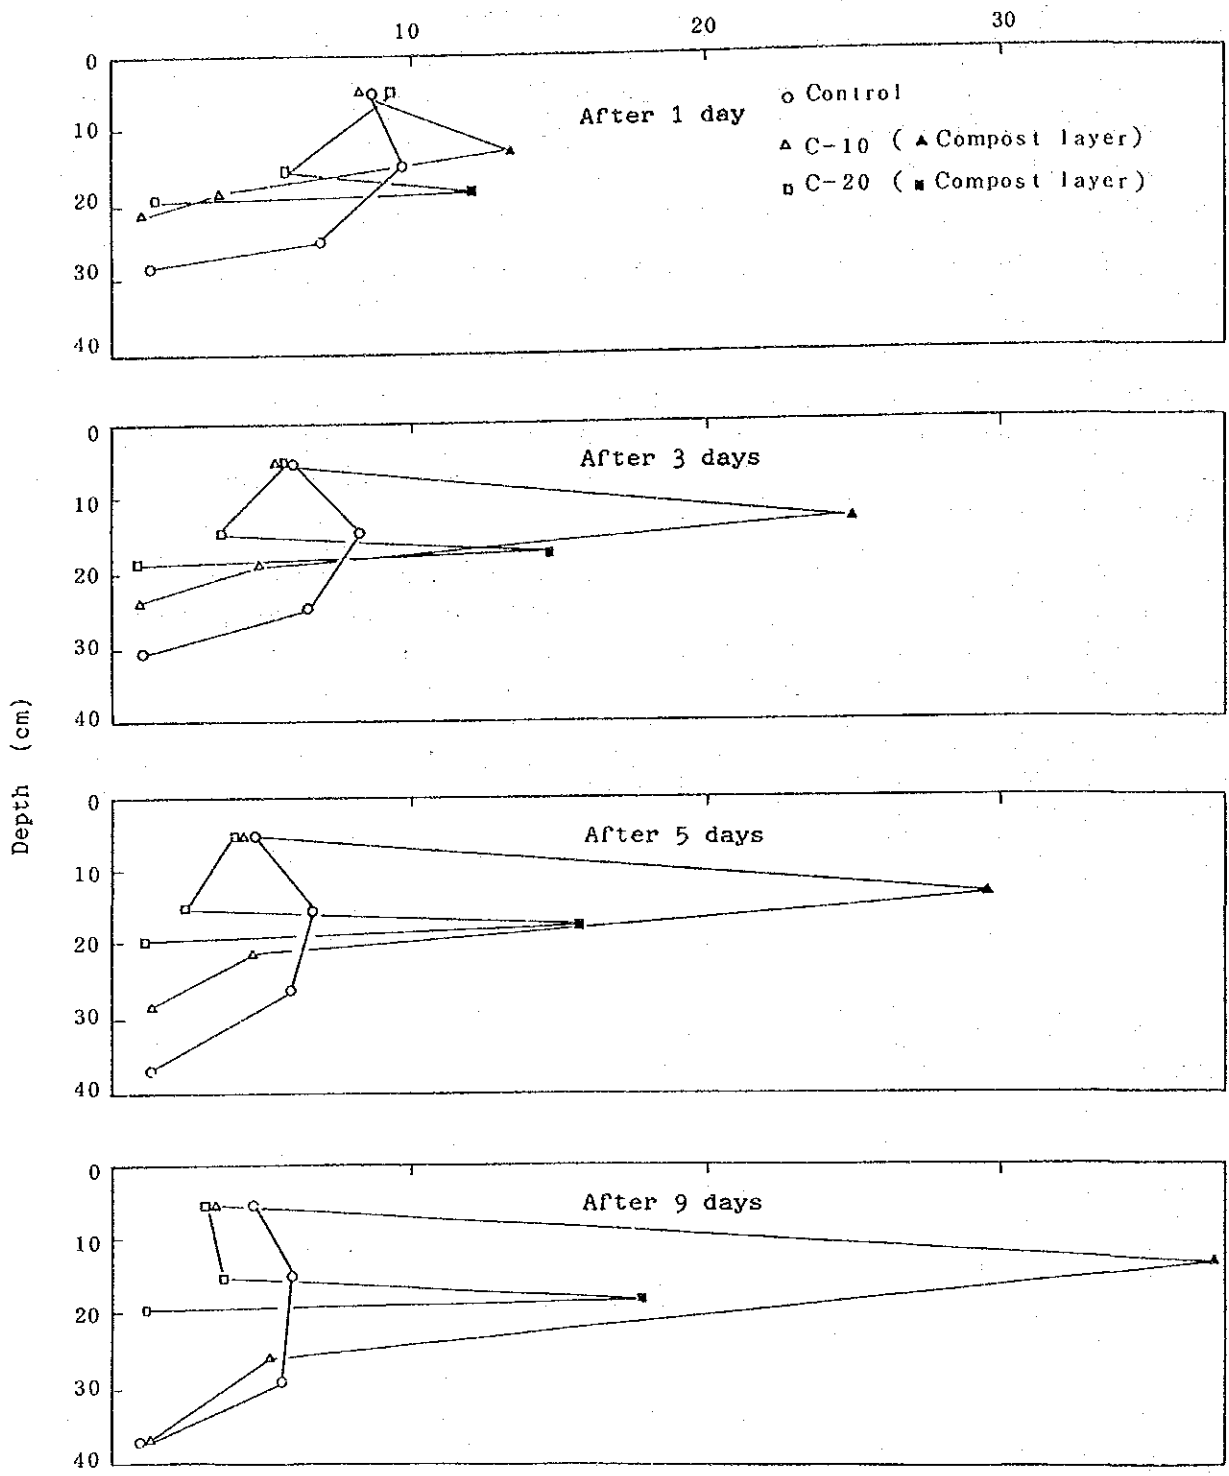 10 20 30
0
After 1 day
○ Control
10
△ C-10 ( ▲ Compost layer)
□ C-20 ( ■ Compost layer)
20
30
40
0
After 3 days
10
20
30
40
Depth (cm)
0
After 5 days
10
20
30
40
0
After 9 days
10
20
30
40